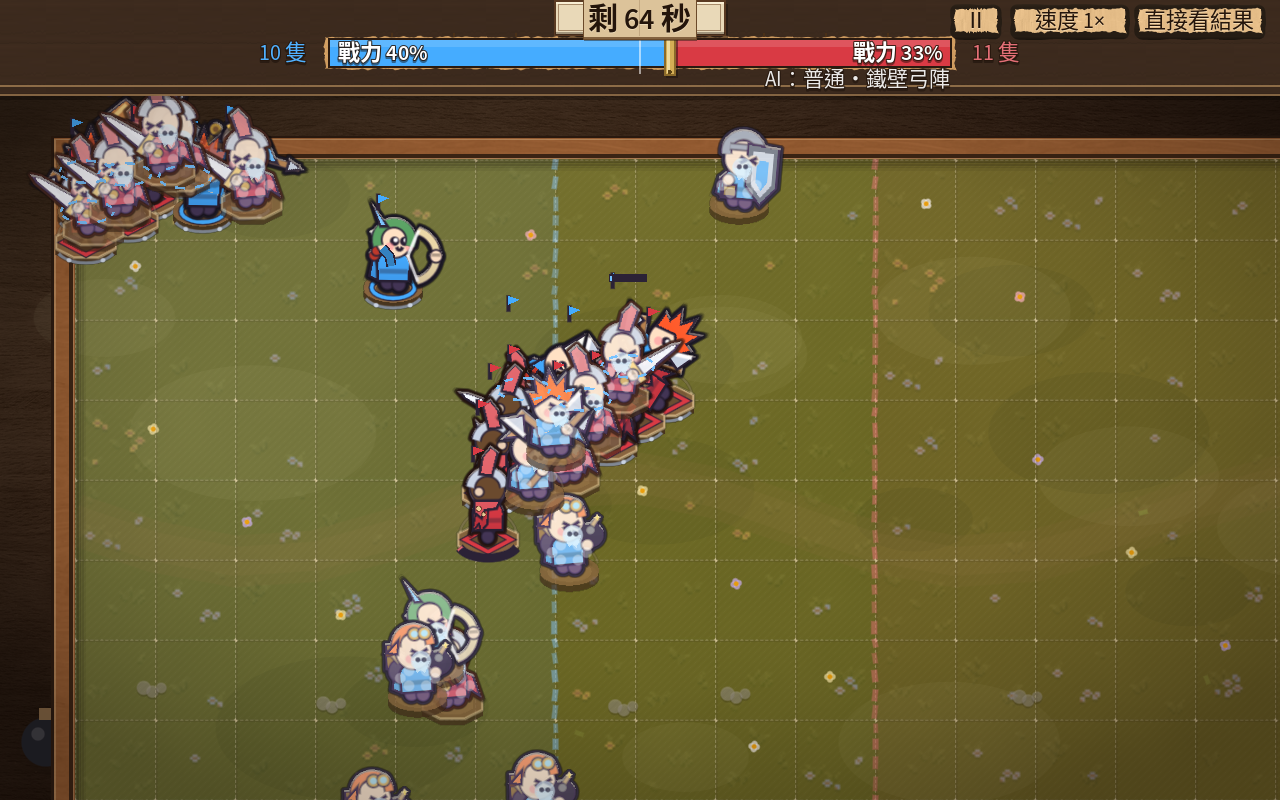 剩 64 秒
II
速度 1×
直接看結果
10 隻
戰力 40%
戰力 33%
11 隻
AI：普通・鐵壁弓陣